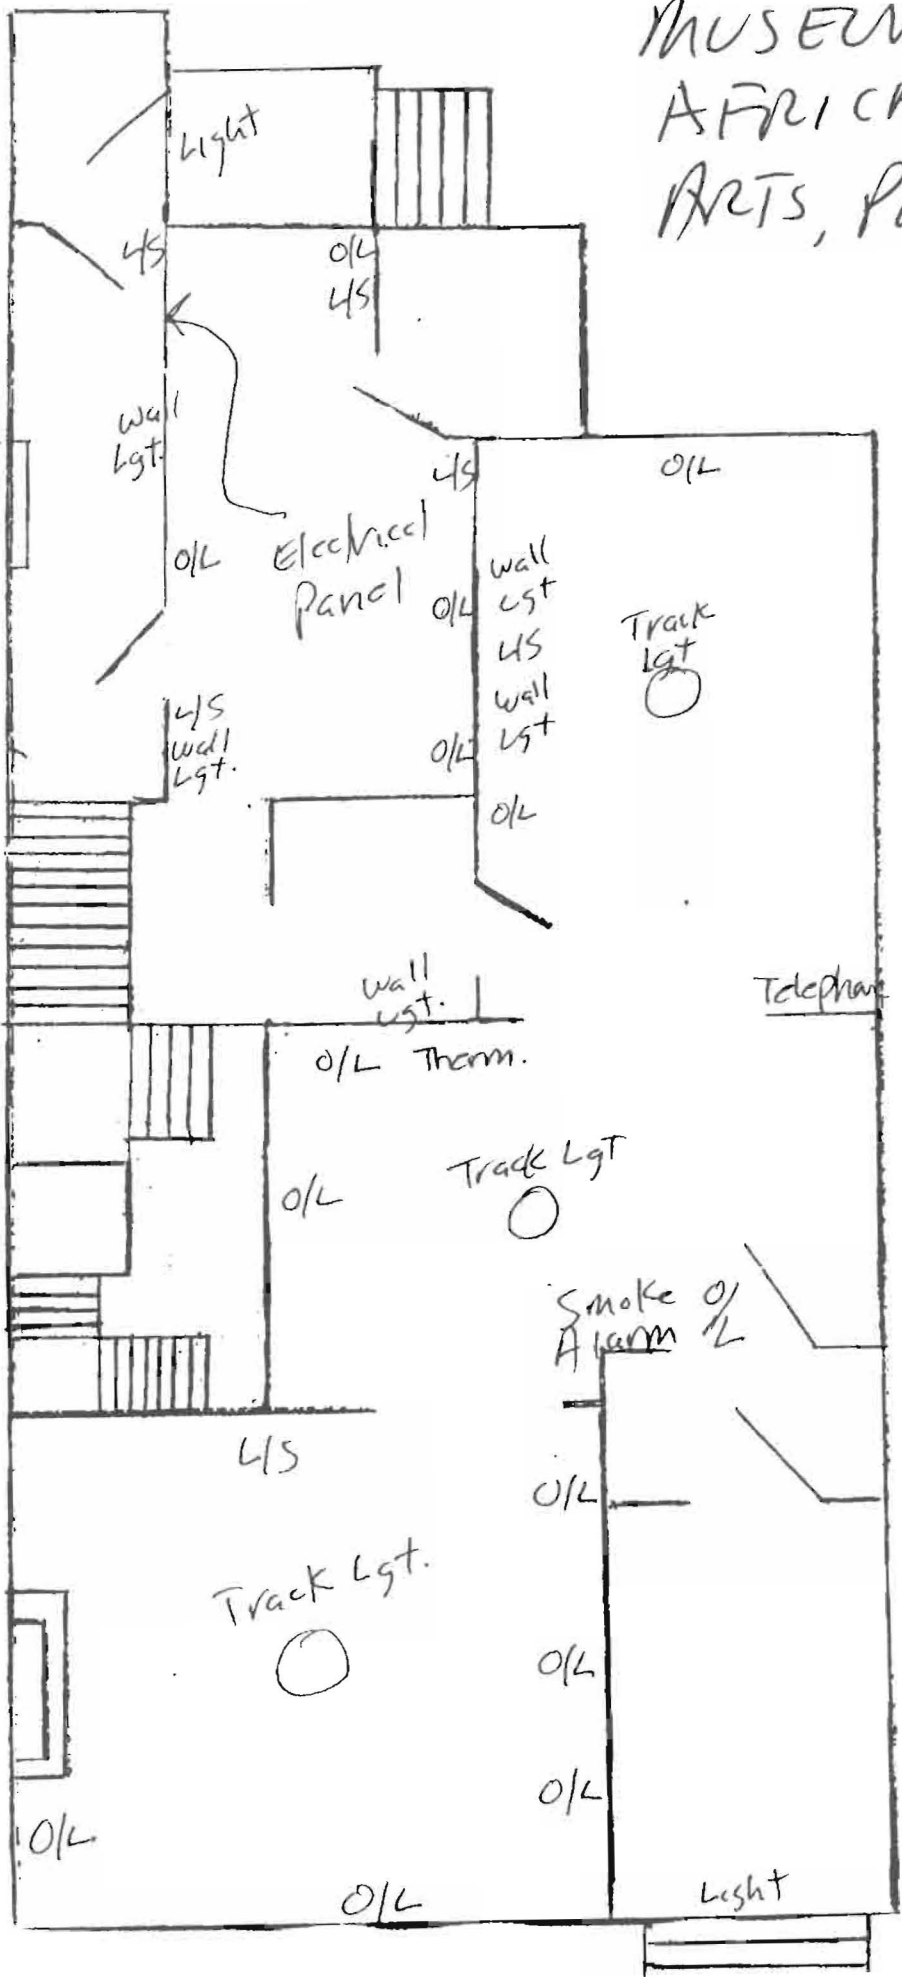 MUSEUM
AFRICA
ARTS,
Light
L/S
O/L
L/S
Wall
Lgt.
L/S
O/L
O/L
Electrical
Panel
O/L
wall
Lgt
L/S
Wall
Lgt
Track
Lgt
L/S
Wall
Lgt.
O/L
O/L
Wall
Lgt.
Telephon
O/L Therm.
Track Lgt
O/L
Smoke O/
Alarm L
L/S
O/L
Track Lgt.
O/L
O/L
O/L
O/L
Light